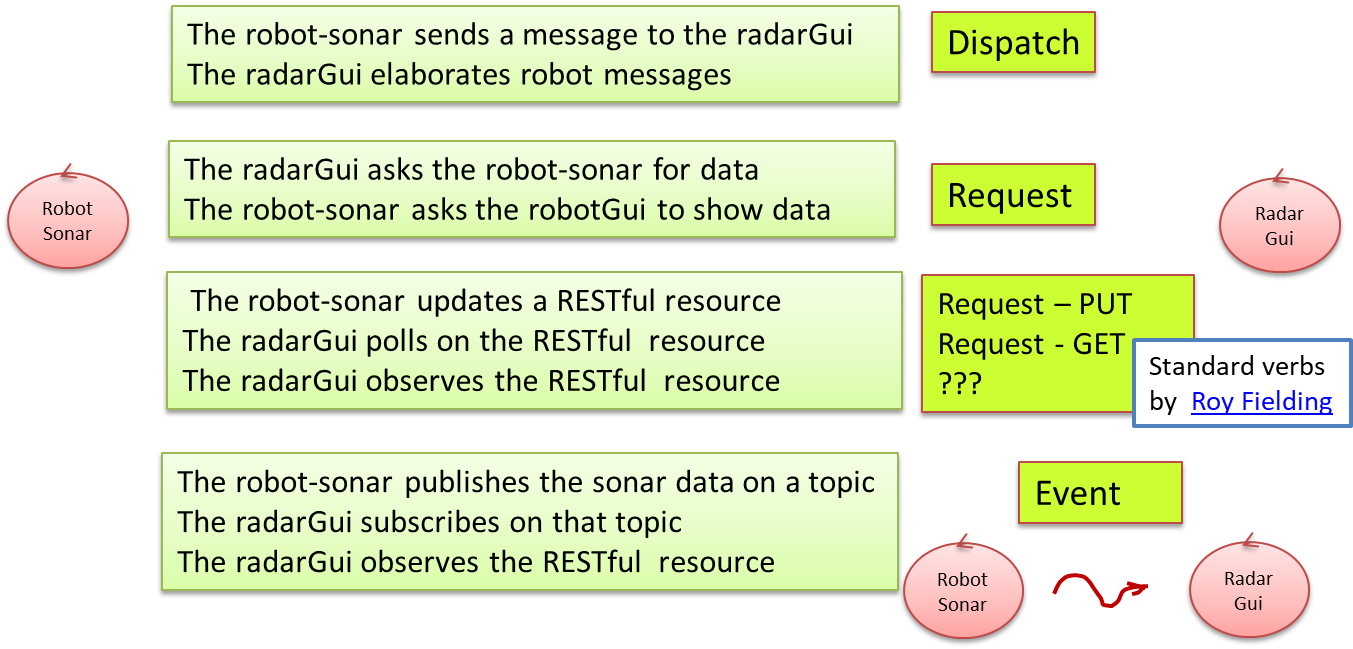 The robot-sonar sends a message to the radarGui
The radarGui elaborates robot messages
Dispatch
The radarGui asks the robot-sonar for data
The robot-sonar asks the robotGui to show data
Request
Robot
Sonar
Radar
Gui
The robot-sonar updates a RESTful resource
The radarGui polls on the RESTful resource
The radarGui observes the RESTful resource
Request – PUT
Request - GET
???
Standard verbs
by Roy Fielding
The robot-sonar publishes the sonar data on a topic
The radarGui subscribes on that topic
The radarGui observes the RESTful resource
Event
Robot
Sonar
Radar
Gui